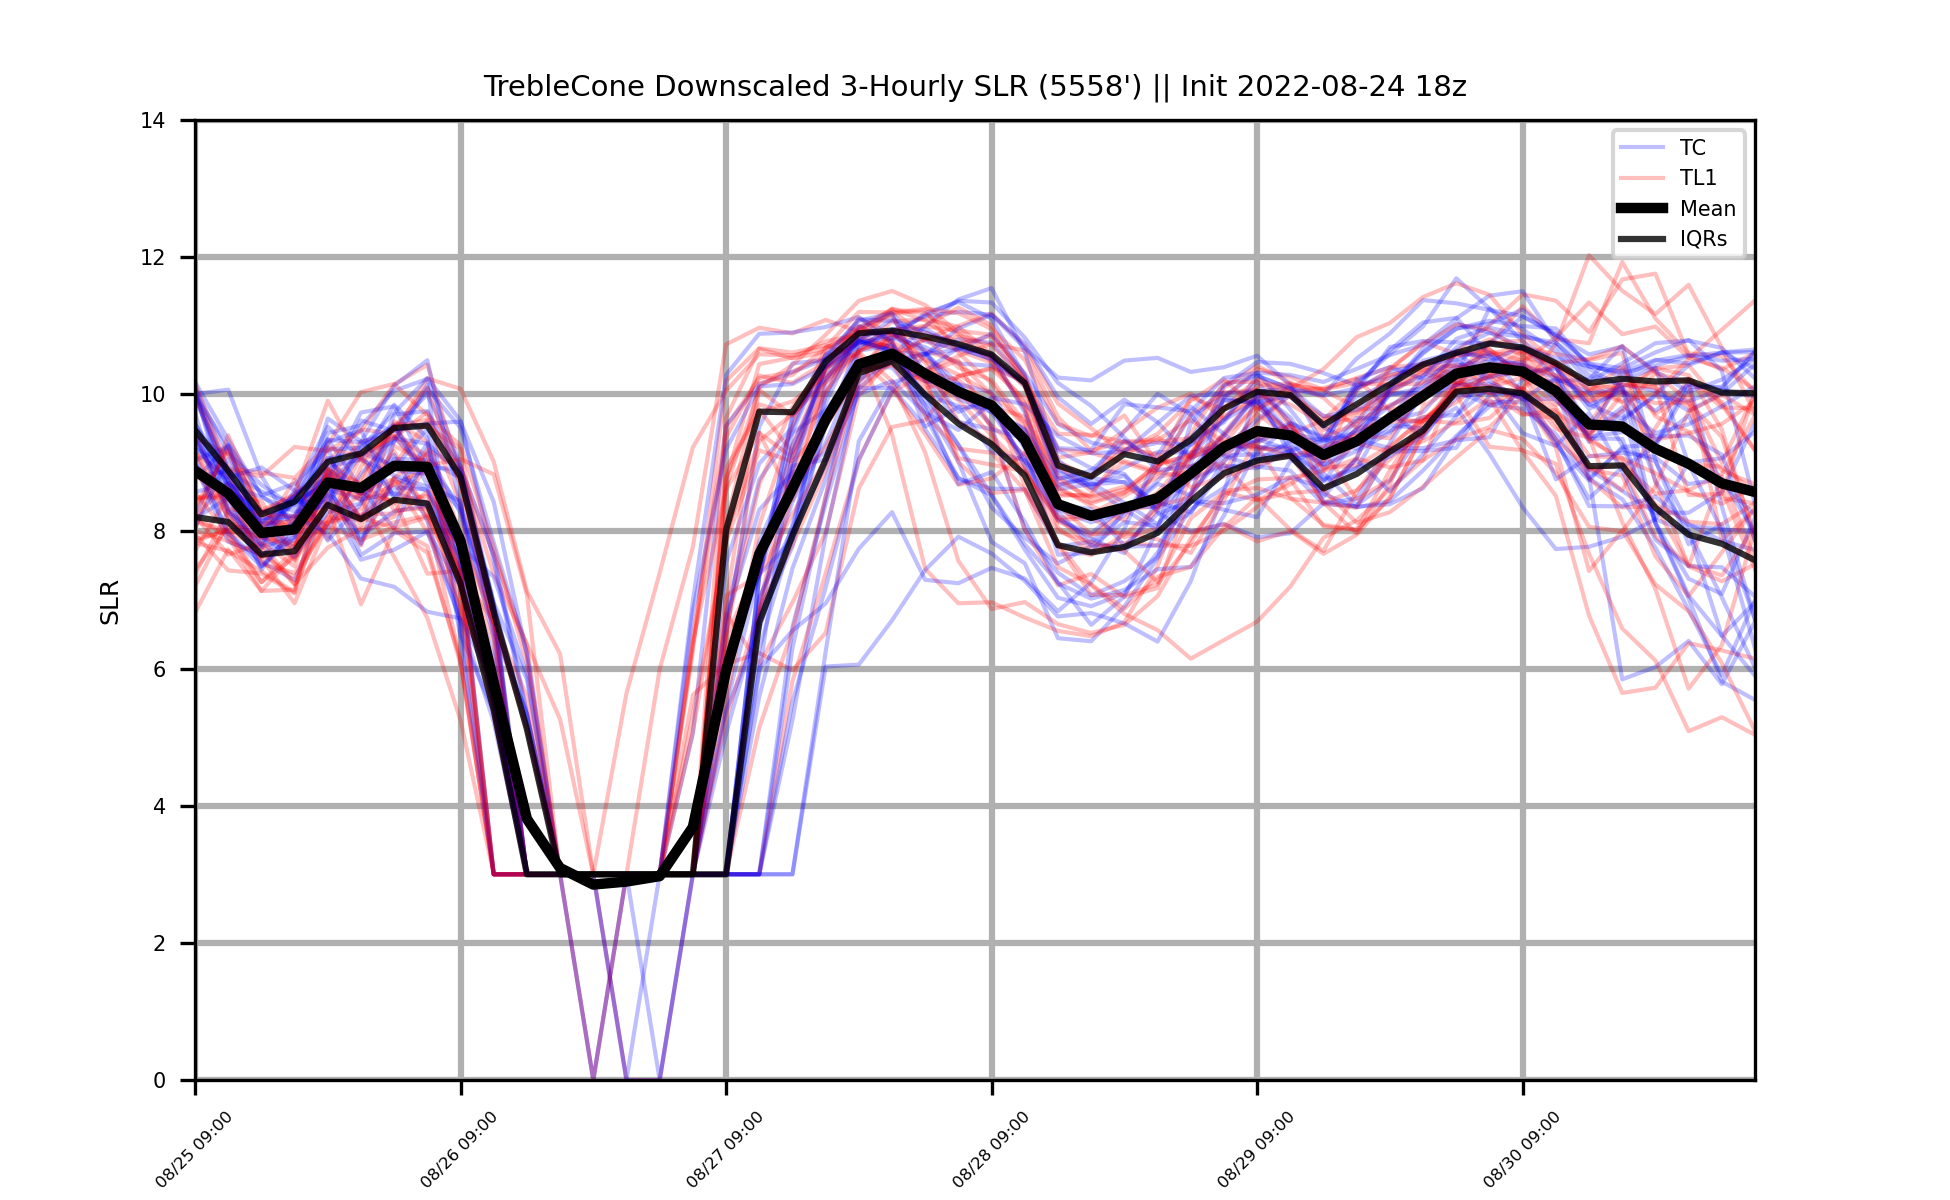 TrebleCone Downscaled 3-Hourly SLR (5558') || Init 2022-08-24 18z
14
12
10
8
6
4
2
0
SLR
TC
TL1
Mean
IQRs
08/25 09:00
08/26 09:00
08/27 09:00
08/28 09:00
08/29 09:00
08/30 09:00